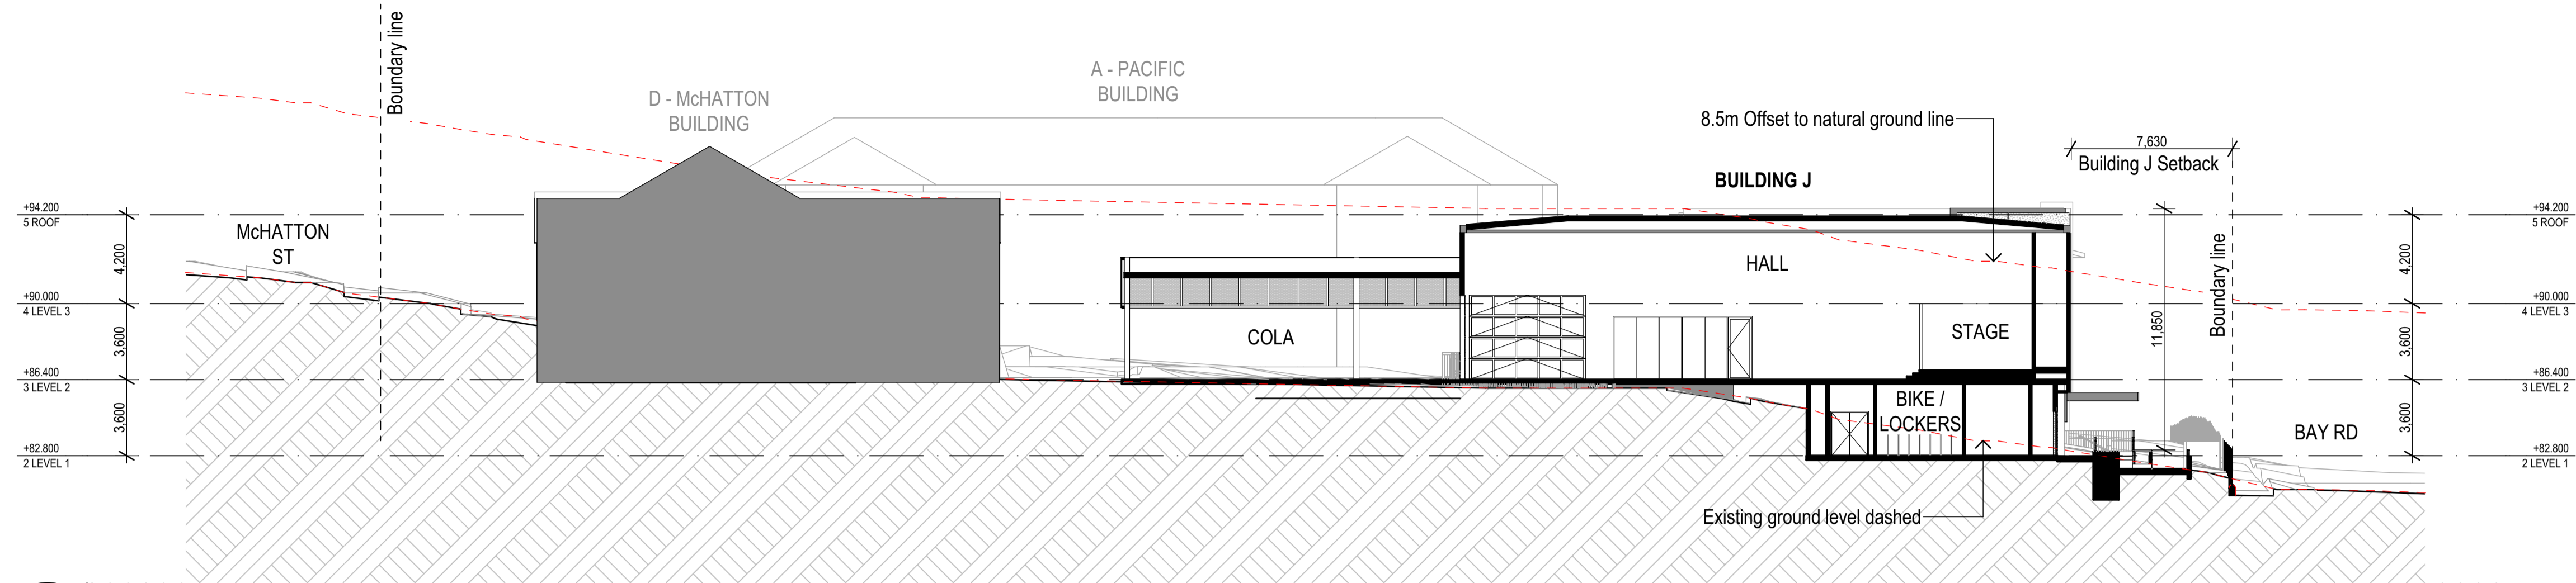 Boundary line
A - PACIFIC
BUILDING
D - McHATTON
BUILDING
8.5m Offset to natural ground line
7,630
Building J Setback
BUILDING J
+94.200
5 ROOF
+94.200
5 ROOF
McHATTON
ST
4,200
HALL
Boundary line
4,200
+90.000
4 LEVEL 3
+90.000
4 LEVEL 3
3,600
COLA
STAGE
11,850
3,600
+86.400
3 LEVEL 2
+86.400
3 LEVEL 2
3,600
BIKE /
LOCKERS
BAY RD
3,600
+82.800
2 LEVEL 1
+82.800
2 LEVEL 1
Existing ground level dashed